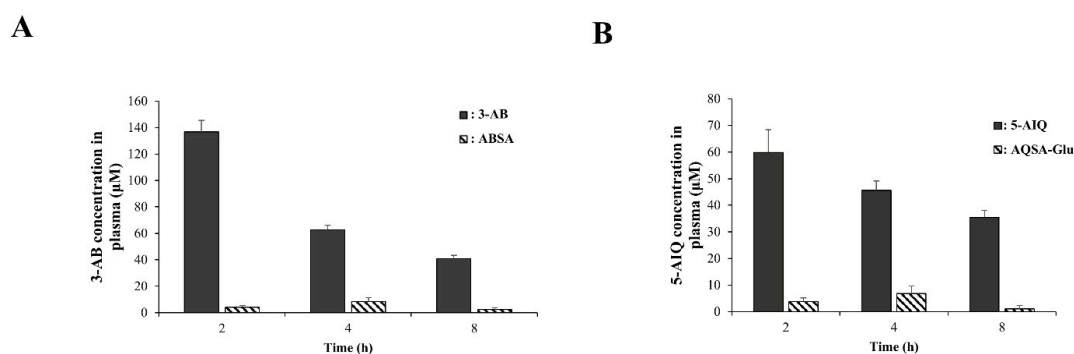 A
B
3-AB concentration in
plasma (µM)
160
140
120
100
80
60
40
20
0
: 3-AB
: ABSA
2
4
8
Time (h)
5-AIQ concentration in
plasma (µM)
80
70
60
50
40
30
20
10
0
: 5-AIQ
: AQSA-Glu
2
4
8
Time (h)